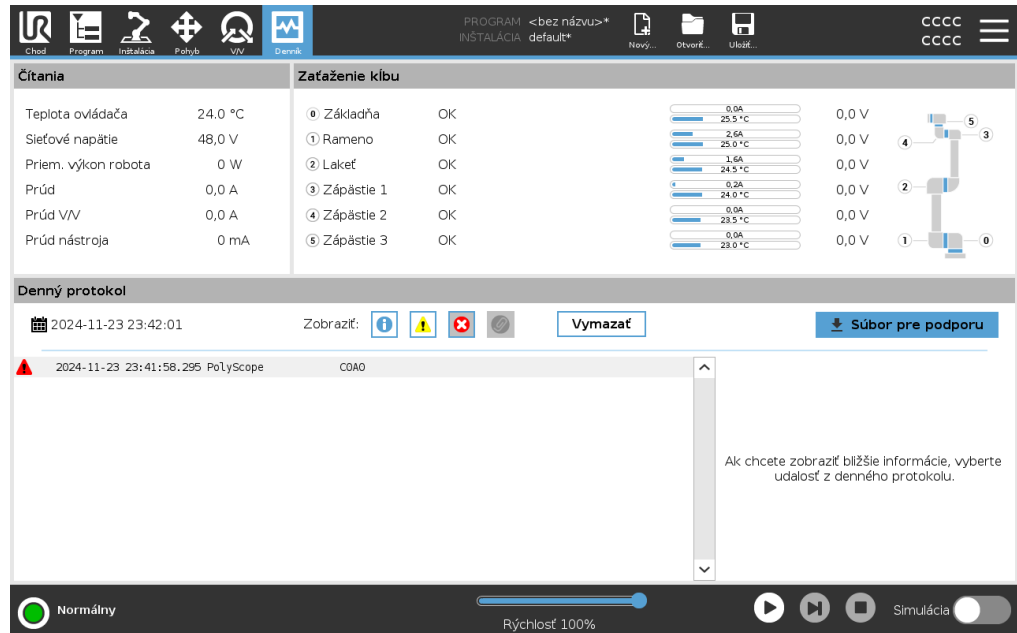 PROGRAM <bez názvu>*
INŠTALÁCIA default*
cccc
cccc
Chod Program Inštalácia Pohyb V/V Denník Nový... Otvoriť... Uložiť...
Čítania
Zaťaženie kĺbu
Teplota ovládača 24.0 °C
Sieťové napätie 48,0 V
Priem. výkon robota 0 W
Prúd 0,0 A
Prúd V/V 0,0 A
Prúd nástroja 0 mA
0 Základňa OK 0,0A 25.5 °C 0,0 V
1 Rameno OK 2,6A 25.0 °C 0,0 V
2 Lakeť OK 1,6A 24.5 °C 0,0 V
3 Zápästie 1 OK 0,2A 24.0 °C 0,0 V
4 Zápästie 2 OK 0,0A 23.5 °C 0,0 V
5 Zápästie 3 OK 0,0A 23.0 °C 0,0 V
5
3
4
2
1 0
Denný protokol
2024-11-23 23:42:01 Zobraziť: Vymazať Súbor pre podporu
2024-11-23 23:41:58.295 PolyScope C0A0
Ak chcete zobraziť bližšie informácie, vyberte
udalosť z denného protokolu.
Normálny
Rýchlosť 100%
Simulácia